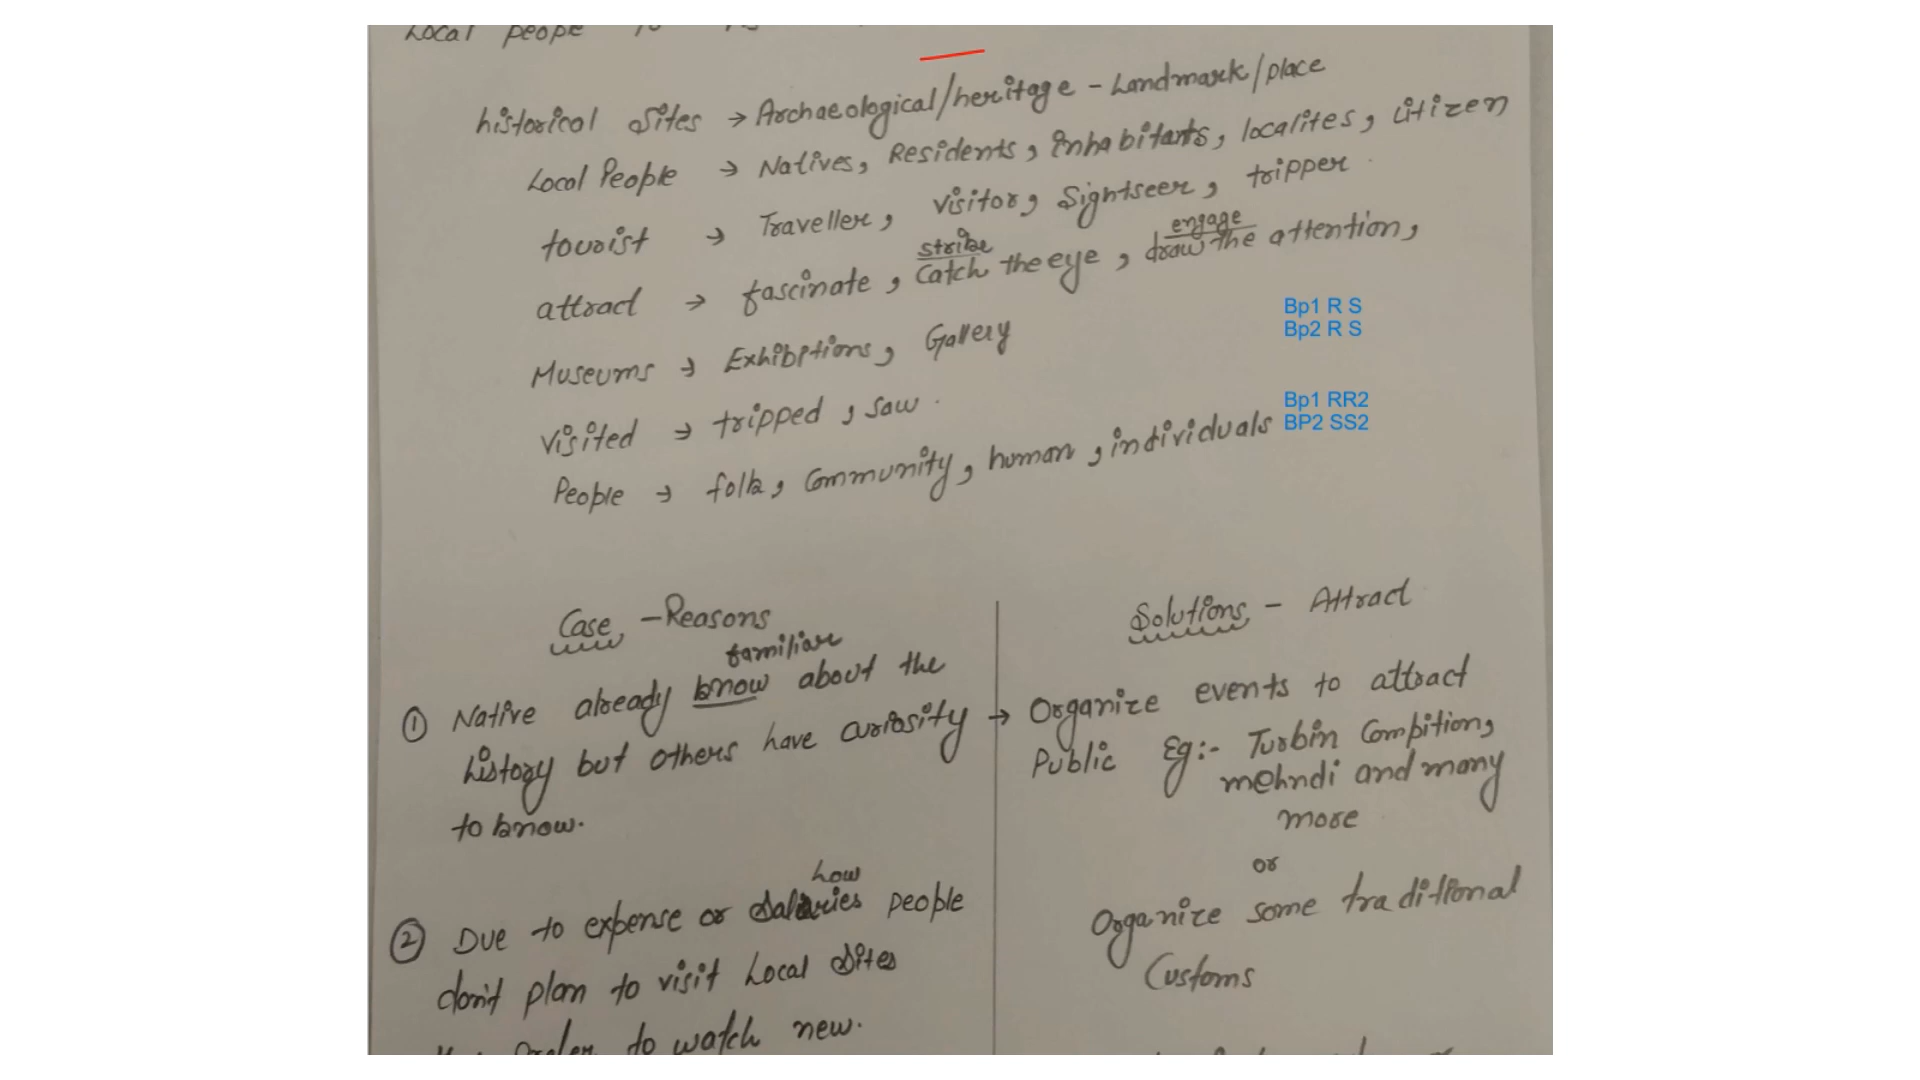 Local people to
historical Sites → Archaeological/heritage - Landmark/place
Local People → Natives, Residents, inhabitants, localites, Litizen
tourist → Traveller, visitor, Sightseer, tripper
strike engage
attract → fascinate, Catch the eye, draw the attention,
Bp1 R S
Bp2 R S
Museums → Exhibitions, Gallery
Visited → tripped, saw.
Bp1 RR2
BP2 SS2
People → folk, Community, human, individuals
Case - Reasons
familiar
① Native already know about the
history but others have curiosity
to know.
low
② Due to expense or salaries people
don't plan to visit Local Sites
to watch new.
Solutions - Attract
→ Organize events to attract
Public Eg:- Turbin Compition,
mehndi and many
more
or
Organize some traditional
Customs